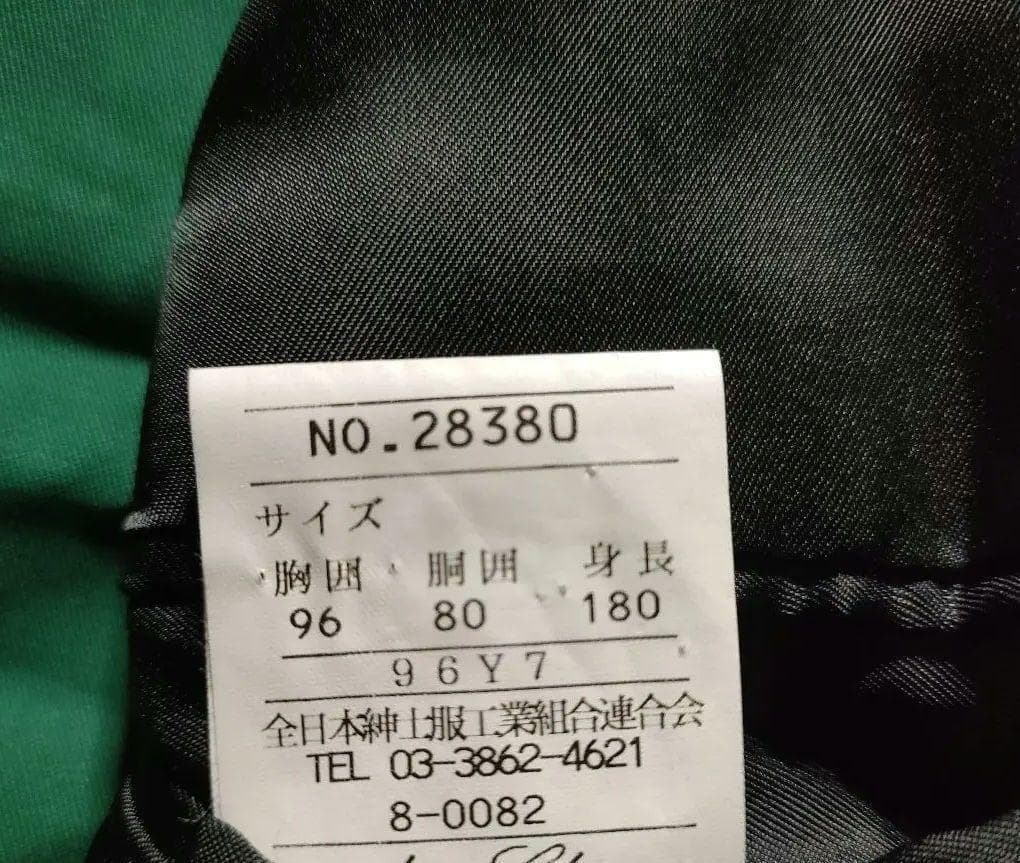 NO.28380
サイズ
胸囲 胴囲 身長
96 80 180
96Y7
全日本紳士服工業組合連合会
TEL 03-3862-4621
8-0082